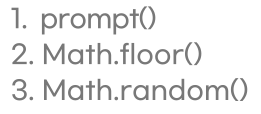 1. prompt()
2. Math.floor()
3. Math.random()